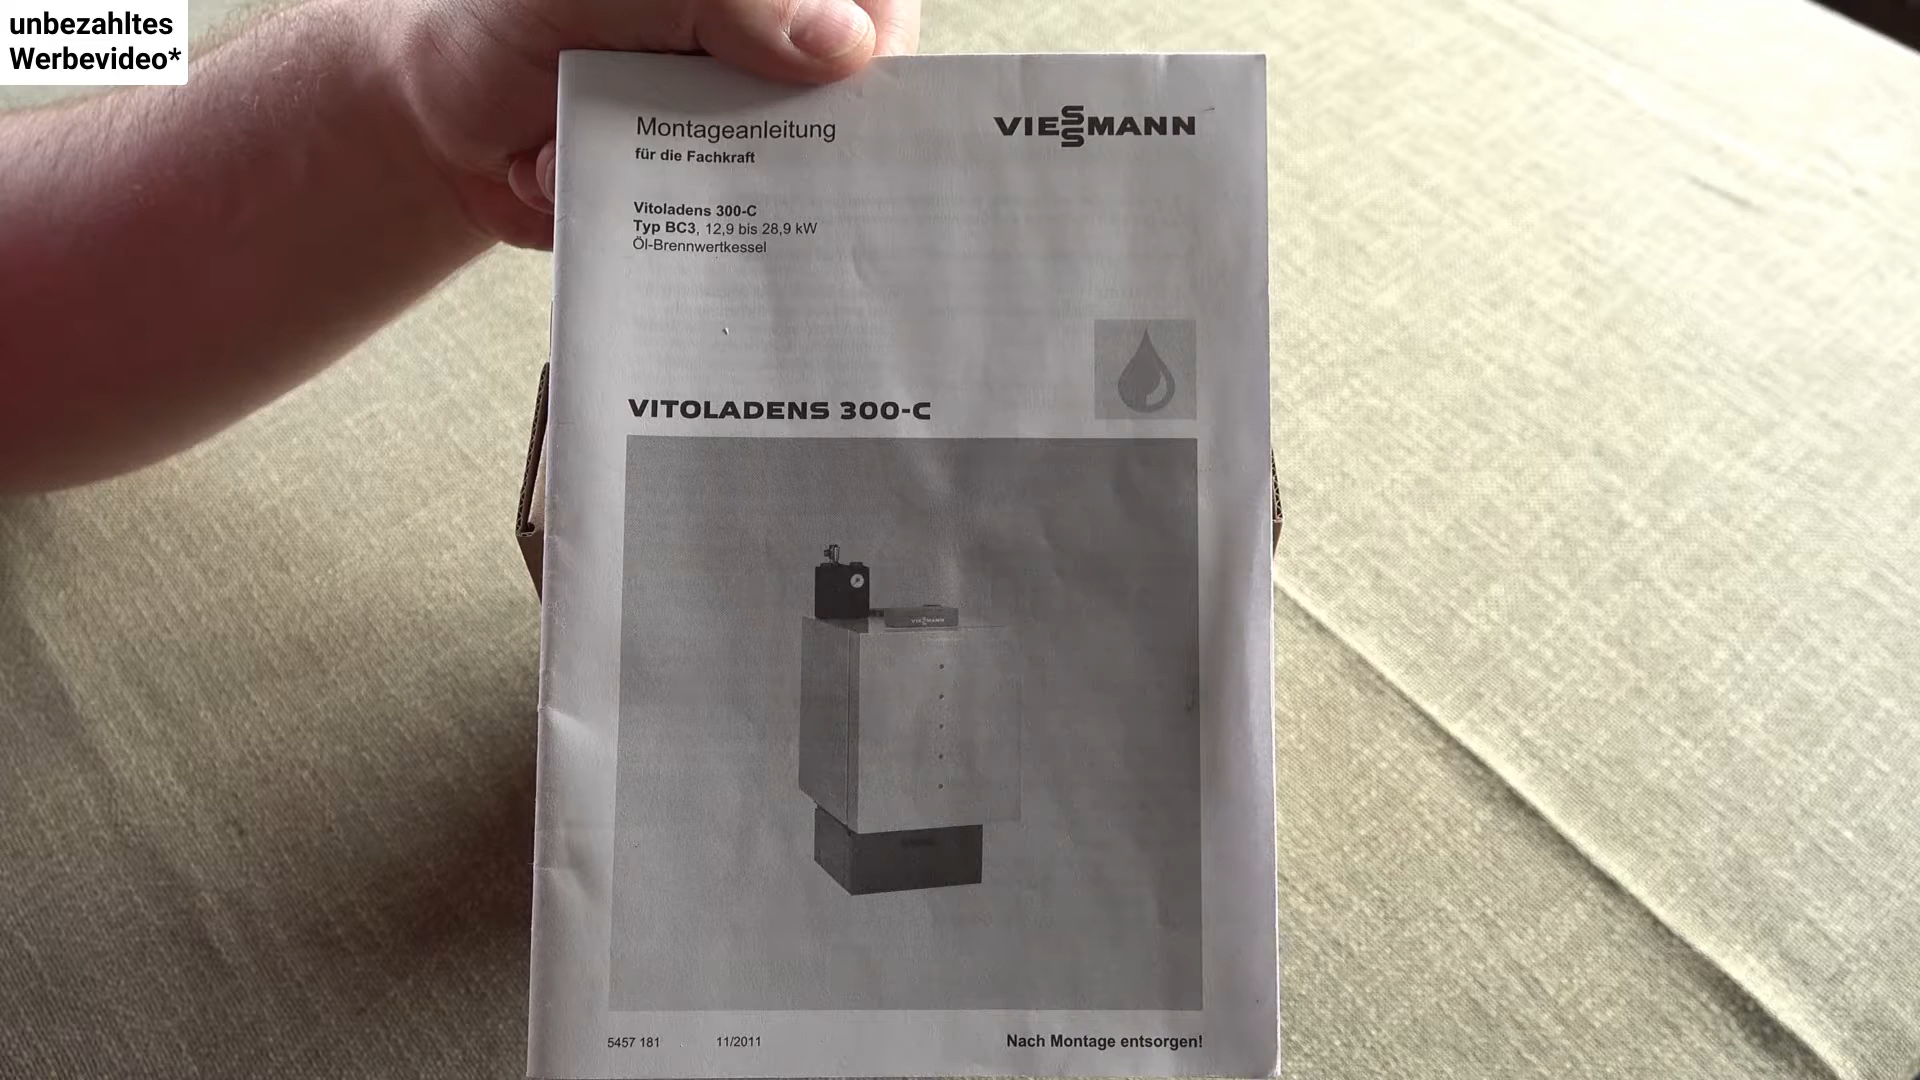 unbezahltes
Werbevideo*
Montageanleitung
für die Fachkraft
VIESSMANN
Vitoladens 300-C
Typ BC3, 12,9 bis 28,9 kW
Öl-Brennwertkessel
VITOLADENS 300-C
VIESSMANN
5457 181 11/2011 Nach Montage entsorgen!